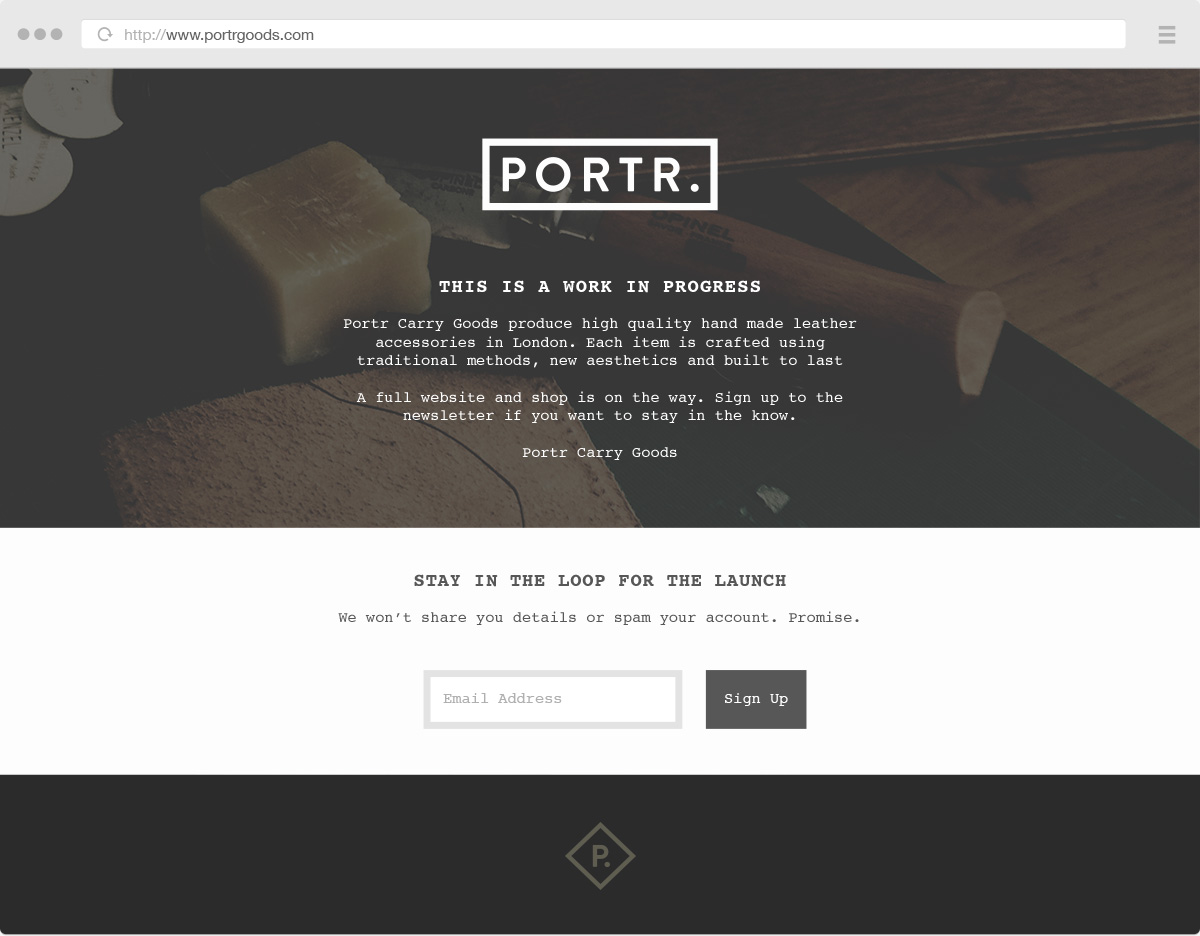 http://www.portrgoods.com
PORTR.
OPINEL
THIS IS A WORK IN PROGRESS
Portr Carry Goods produce high quality hand made leather
accessories in London. Each item is crafted using
traditional methods, new aesthetics and built to last
A full website and shop is on the way. Sign up to the
newsletter if you want to stay in the know.
Portr Carry Goods
STAY IN THE LOOP FOR THE LAUNCH
We won’t share you details or spam your account. Promise.
Email Address
Sign Up
P.